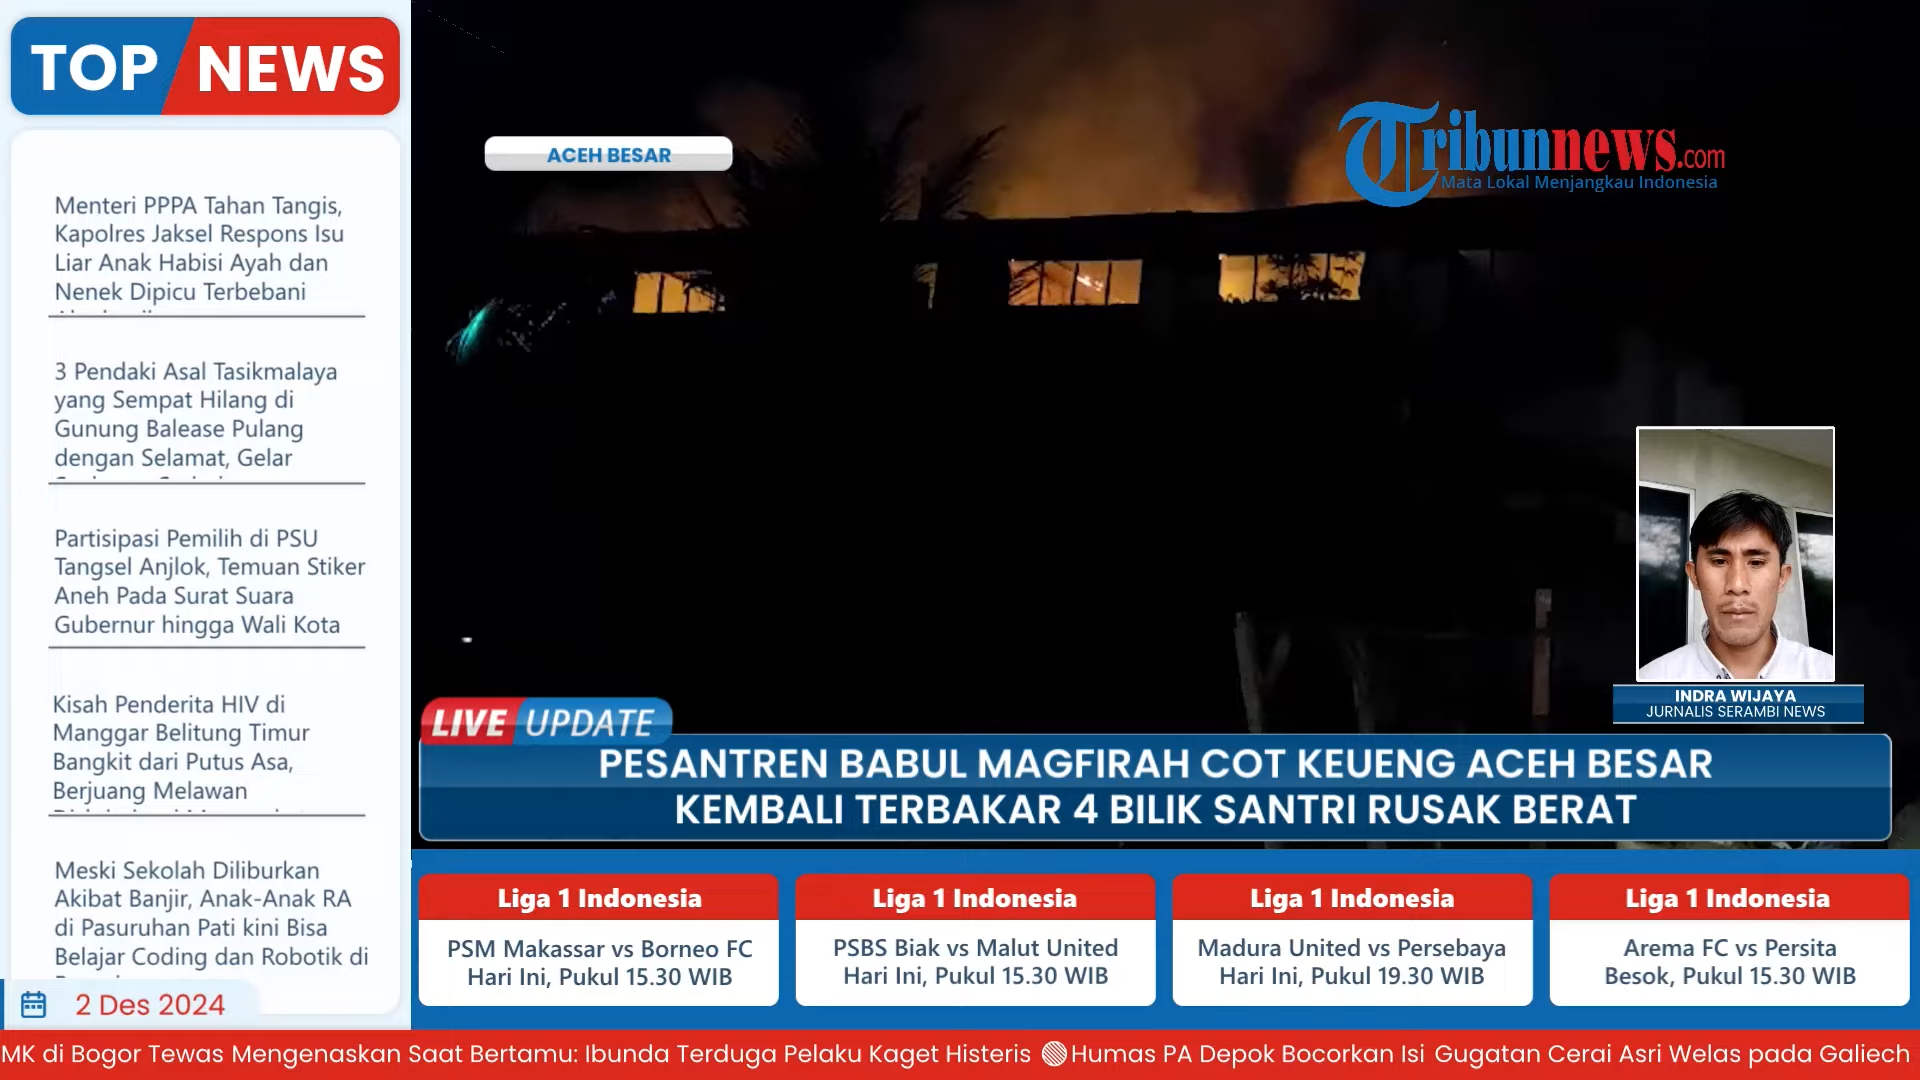 TOP NEWS
Menteri PPPA Tahan Tangis,
Kapolres Jaksel Respons Isu
Liar Anak Habisi Ayah dan
Nenek Dipicu Terbebani
3 Pendaki Asal Tasikmalaya
yang Sempat Hilang di
Gunung Balease Pulang
dengan Selamat, Gelar
Partisipasi Pemilih di PSU
Tangsel Anjlok, Temuan Stiker
Aneh Pada Surat Suara
Gubernur hingga Wali Kota
Kisah Penderita HIV di
Manggar Belitung Timur
Bangkit dari Putus Asa,
Berjuang Melawan
Meski Sekolah Diliburkan
Akibat Banjir, Anak-Anak RA
di Pasuruhan Pati kini Bisa
Belajar Coding dan Robotik di
2 Des 2024
ACEH BESAR
Tribunnews.com
Mata Lokal Menjangkau Indonesia
INDRA WIJAYA
JURNALIS SERAMBI NEWS
LIVE UPDATE
PESANTREN BABUL MAGFIRAH COT KEUENG ACEH BESAR
KEMBALI TERBAKAR 4 BILIK SANTRI RUSAK BERAT
Liga 1 Indonesia
PSM Makassar vs Borneo FC
Hari Ini, Pukul 15.30 WIB
Liga 1 Indonesia
PSBS Biak vs Malut United
Hari Ini, Pukul 15.30 WIB
Liga 1 Indonesia
Madura United vs Persebaya
Hari Ini, Pukul 19.30 WIB
Liga 1 Indonesia
Arema FC vs Persita
Besok, Pukul 15.30 WIB
MK di Bogor Tewas Mengenaskan Saat Bertamu: Ibunda Terduga Pelaku Kaget Histeris Humas PA Depok Bocorkan Isi Gugatan Cerai Asri Welas pada Galiech